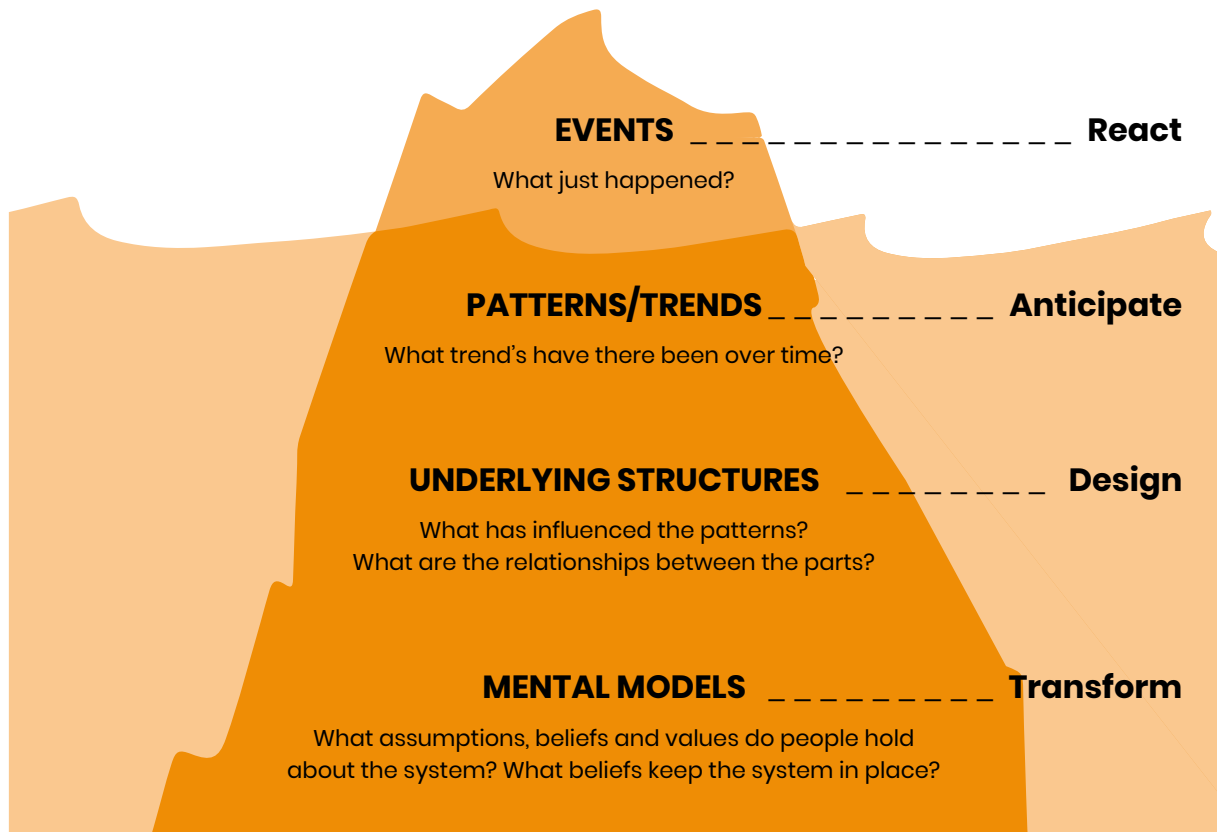 EVENTS _ _ _ _ _ _ _ _ _ _ _ _ _ _ _ React
What just happened?
PATTERNS/TRENDS _ _ _ _ _ _ _ _ _ Anticipate
What trend's have there been over time?
UNDERLYING STRUCTURES _ _ _ _ _ _ _ _ Design
What has influenced the patterns?
What are the relationships between the parts?
MENTAL MODELS _ _ _ _ _ _ _ _ _ Transform
What assumptions, beliefs and values do people hold
about the system? What beliefs keep the system in place?